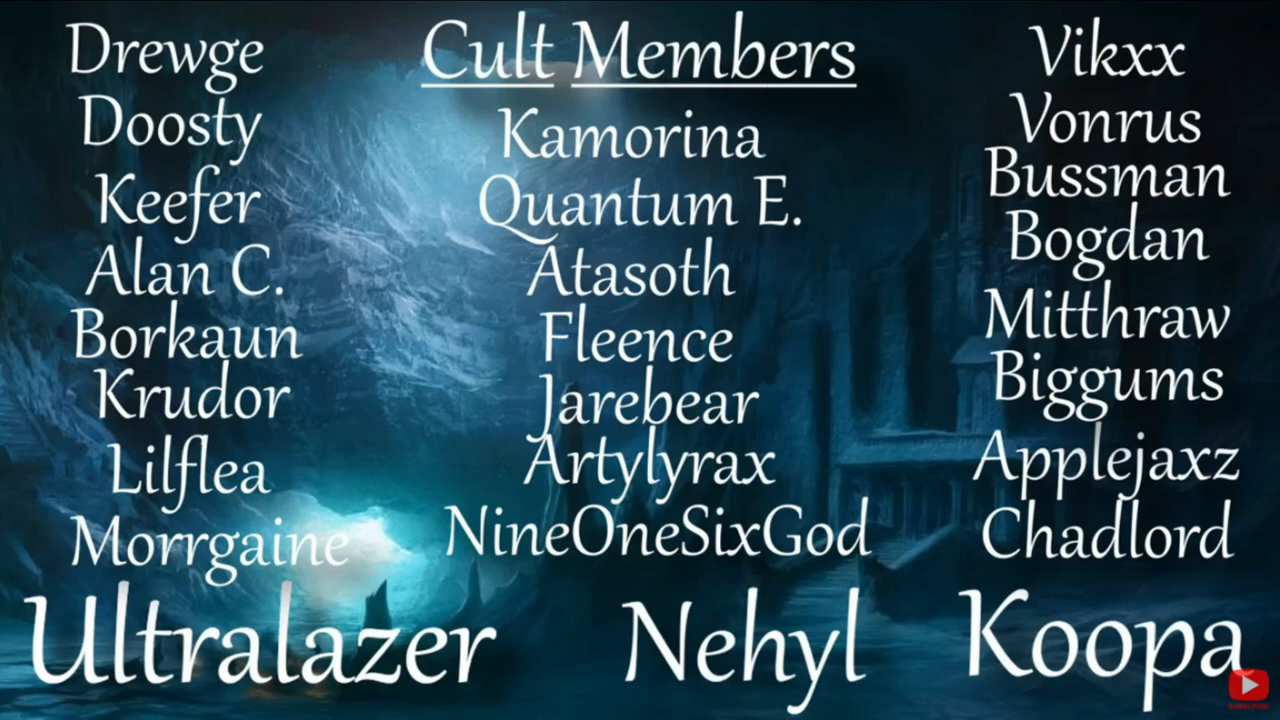 Cult Members
Drewge
Doosty
Keefer
Alan C.
Borkaun
Krudor
Lilflea
Morrgaine
Kamorina
Quantum E.
Atasoth
Fleence
Jarebear
Artylyrax
NineOneSixGod
Vikxx
Vonrus
Bussman
Bogdan
Mitthraw
Biggums
Applejaxz
Chadlord
Ultralazer
Nehyl
Koopa
SUBSCRIBE